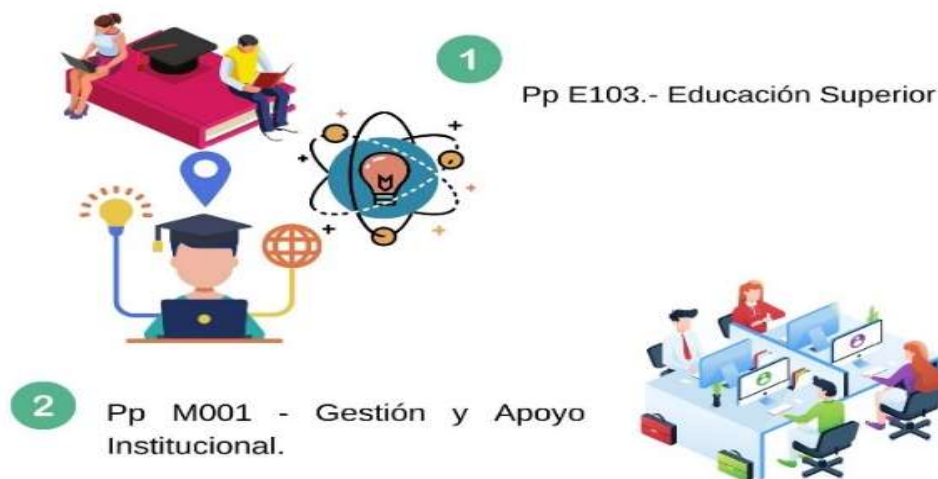 1
Pp E103.- Educación Superior
2
Pp M001 - Gestión y Apoyo
Institucional.